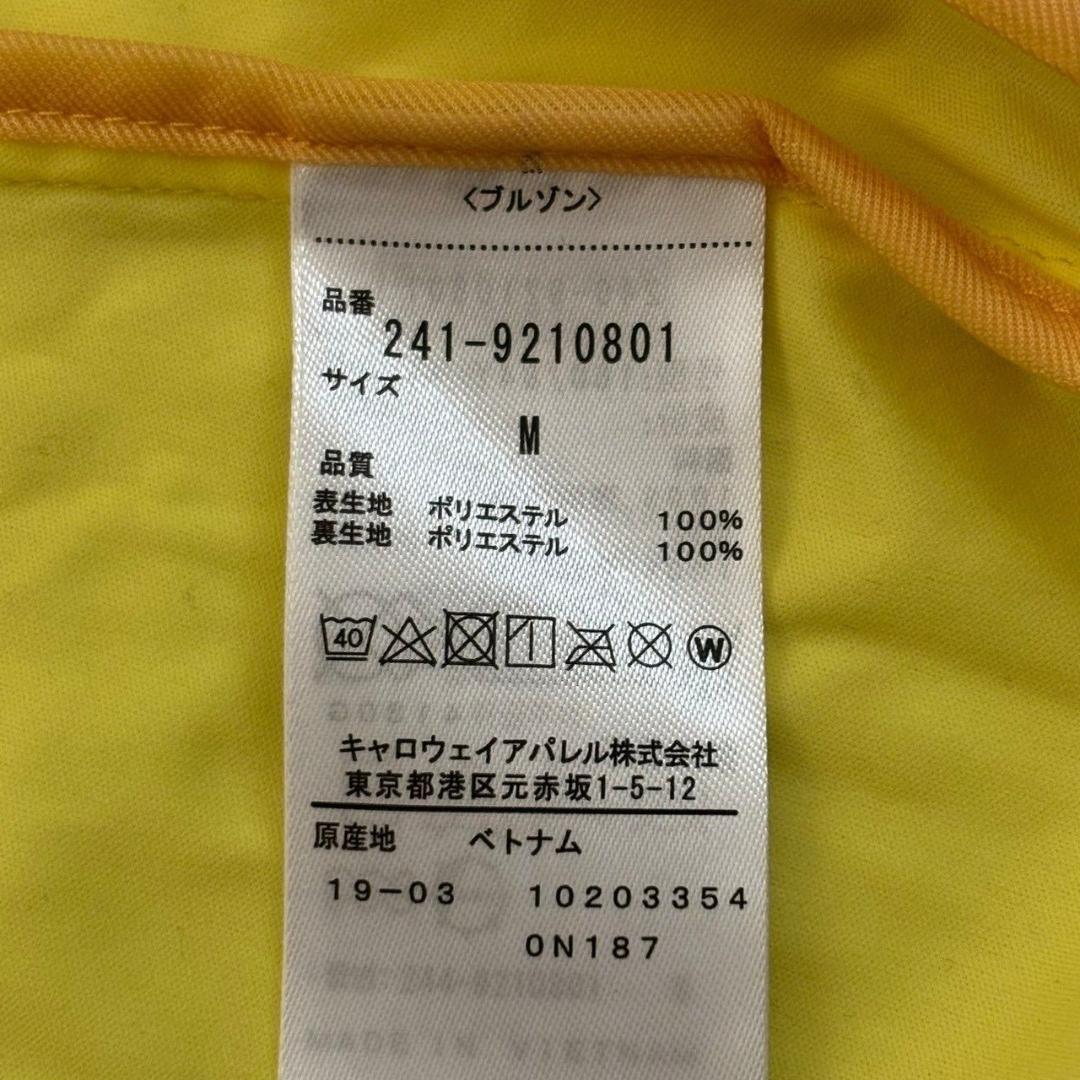 〈ブルゾン〉
品番
241-9210801
サイズ
M
品質
表生地 ポリエステル 100%
裏生地 ポリエステル 100%
40 W
キャロウェイアパレル株式会社
東京都港区元赤坂1-5-12
原産地 ベトナム
19-03 10203354
0N187